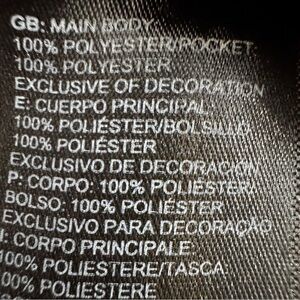 GB: MAIN BODY
100% POLYESTER/POCKET:
100% POLYESTER
EXCLUSIVE OF DECORATION
E: CUERPO PRINCIPAL:
100% POLIÉSTER/BOLSILLO:
100% POLIÉSTER
EXCLUSIVO DE DECORACIÓN
P: CORPO: 100% POLIÉSTER/
BOLSO: 100% POLIÉSTER
EXCLUSIVO PARA DECORAÇÃO
I: CORPO PRINCIPALE:
100% POLIESTERE/TASCA:
100% POLIESTERE